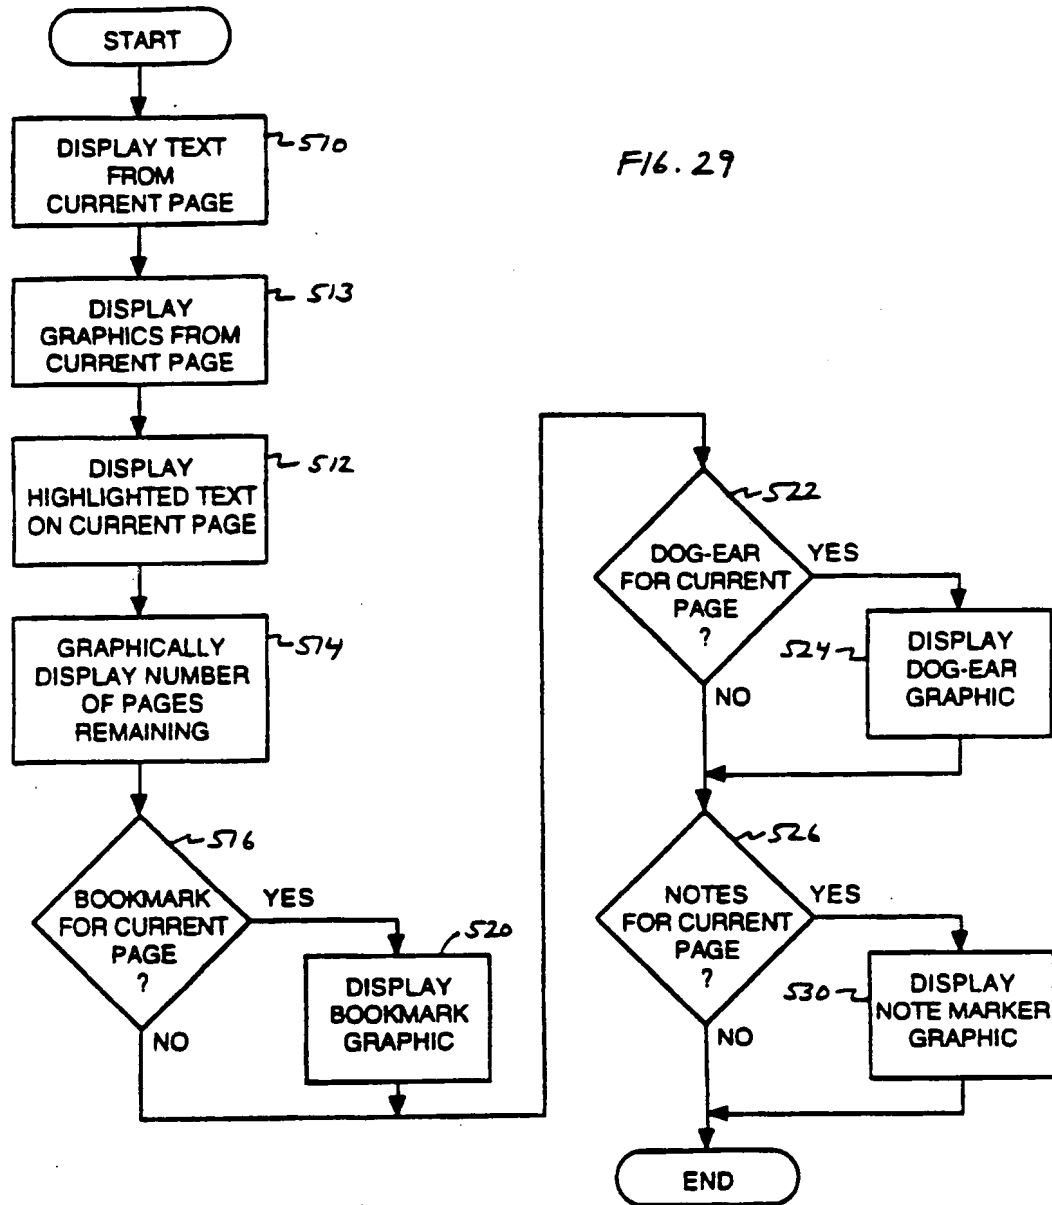 START
DISPLAY TEXT
FROM
CURRENT PAGE
510
FIG. 29
DISPLAY
GRAPHICS FROM
CURRENT PAGE
513
DISPLAY
HIGHLIGHTED TEXT
ON CURRENT PAGE
512
GRAPHICALLY
DISPLAY NUMBER
OF PAGES
REMAINING
514
516
BOOKMARK
FOR CURRENT
PAGE
?
YES
NO
520
DISPLAY
BOOKMARK
GRAPHIC
522
DOG-EAR
FOR CURRENT
PAGE
?
YES
NO
524
DISPLAY
DOG-EAR
GRAPHIC
526
NOTES
FOR CURRENT
PAGE
?
YES
NO
530
DISPLAY
NOTE MARKER
GRAPHIC
END